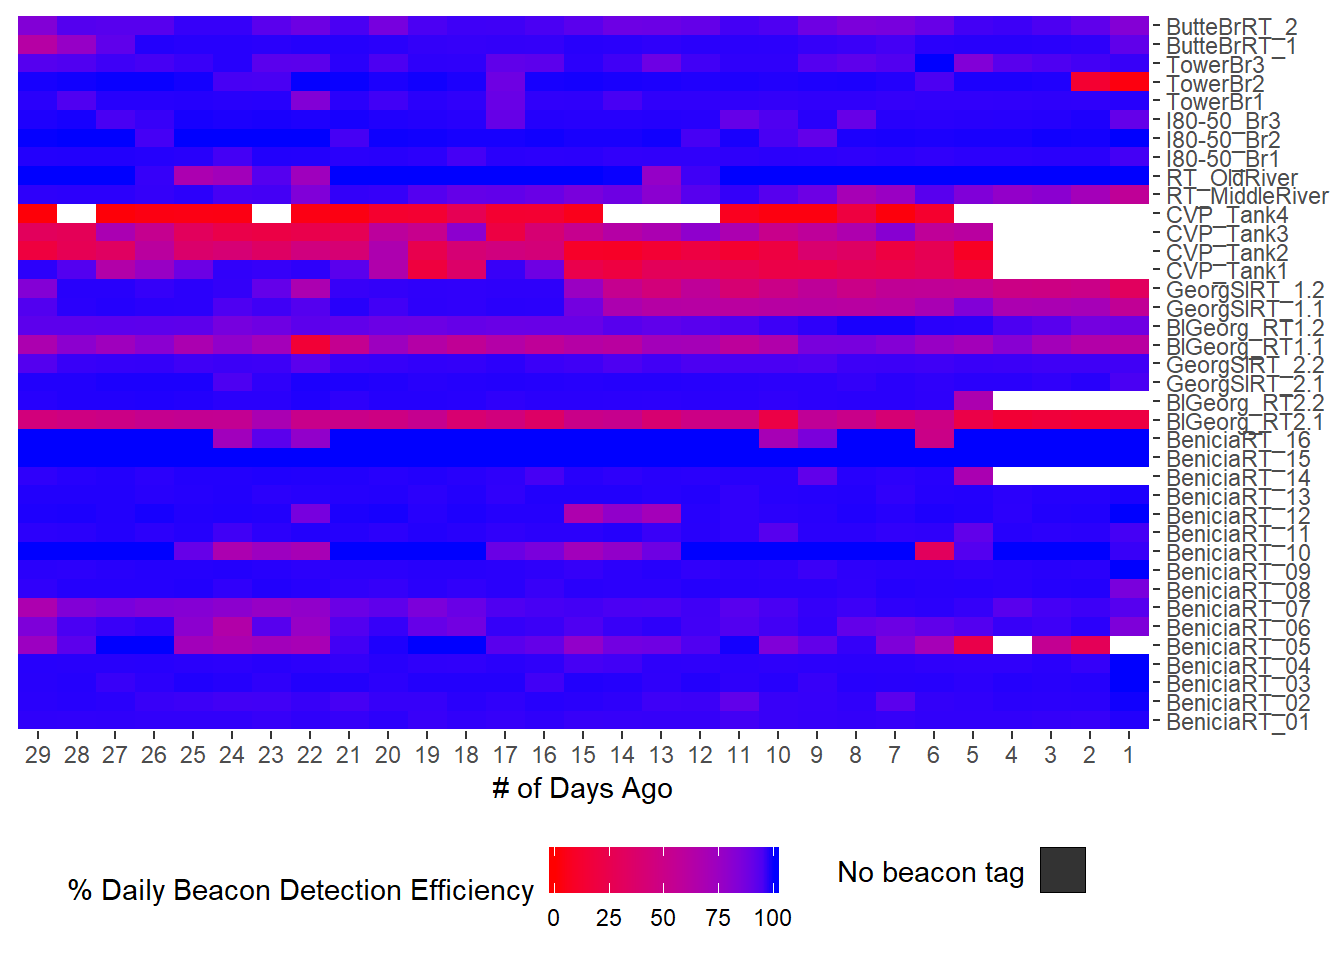 ButteBrRT_2
ButteBrRT_1
TowerBr3
TowerBr2
TowerBr1
I80-50_Br3
I80-50_Br2
I80-50_Br1
RT_OldRiver
RT_MiddleRiver
CVP_Tank4
CVP_Tank3
CVP_Tank2
CVP_Tank1
GeorgSlRT_1.2
GeorgSlRT_1.1
BlGeorg_RT1.2
BlGeorg_RT1.1
GeorgSlRT_2.2
GeorgSlRT_2.1
BlGeorg_RT2.2
BlGeorg_RT2.1
BeniciaRT_16
BeniciaRT_15
BeniciaRT_14
BeniciaRT_13
BeniciaRT_12
BeniciaRT_11
BeniciaRT_10
BeniciaRT_09
BeniciaRT_08
BeniciaRT_07
BeniciaRT_06
BeniciaRT_05
BeniciaRT_04
BeniciaRT_03
BeniciaRT_02
BeniciaRT_01
29 28 27 26 25 24 23 22 21 20 19 18 17 16 15 14 13 12 11 10 9 8 7 6 5 4 3 2 1
# of Days Ago
% Daily Beacon Detection Efficiency
0 25 50 75 100
No beacon tag